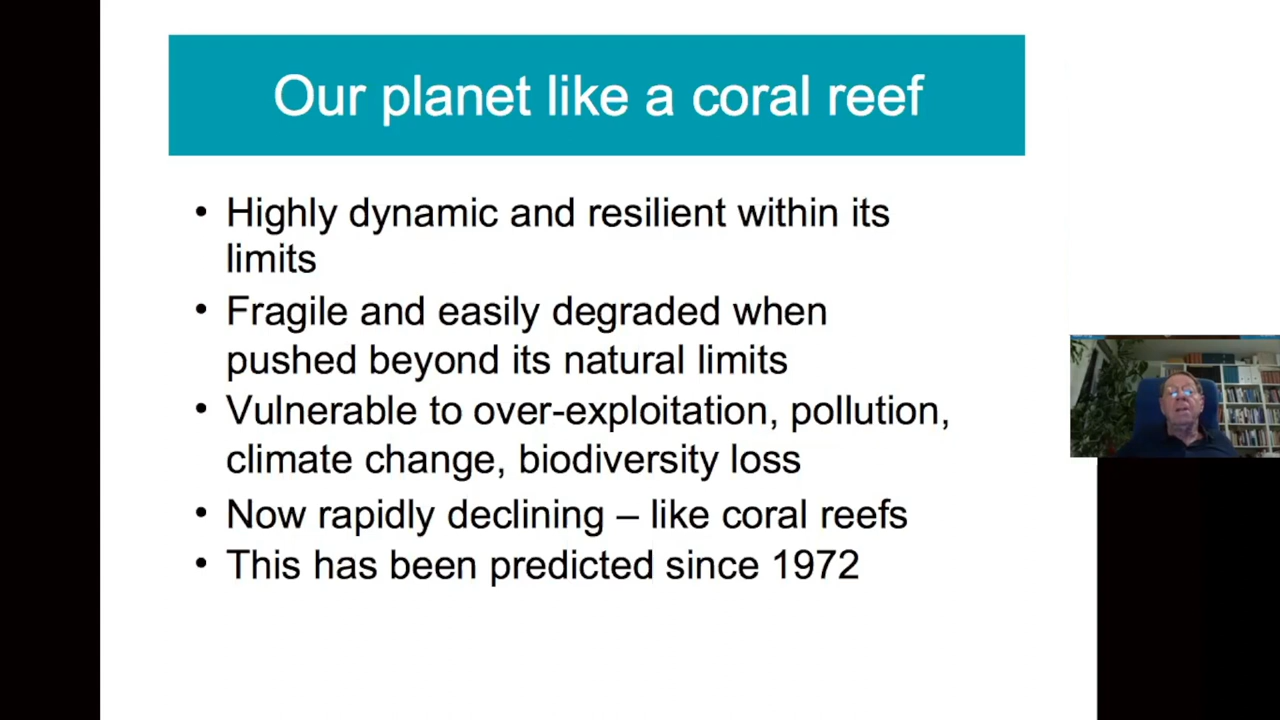 Our planet like a coral reef
• Highly dynamic and resilient within its
limits
• Fragile and easily degraded when
pushed beyond its natural limits
• Vulnerable to over-exploitation, pollution,
climate change, biodiversity loss
• Now rapidly declining – like coral reefs
• This has been predicted since 1972